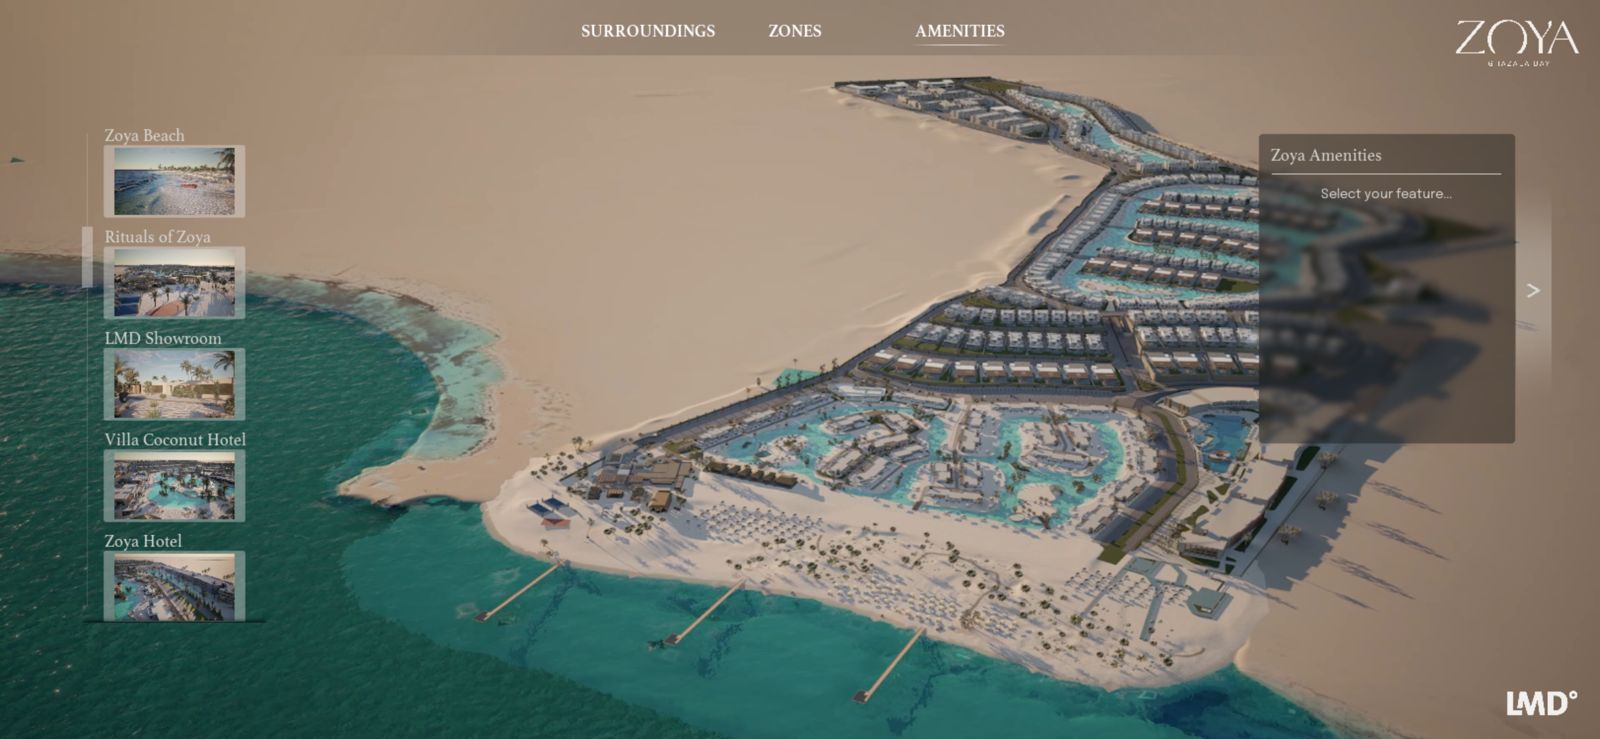 SURROUNDINGS ZONES AMENITIES
ZOYA
GHAZALA BAY
Zoya Beach
Rituals of Zoya
LMD Showroom
Villa Coconut Hotel
Zoya Hotel
Zoya Amenities
Select your feature...
>
LMD°